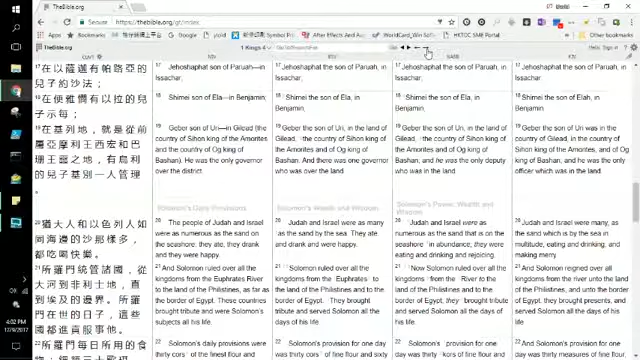 TheBible.org
Secure
https://thebible.org/gt/index
Apps
After Effects And Aut
WorldCard_Win Softw
HKTDC SME Portal
Other bookmarks
TheBible.org
1 Kings 4
Hello Sign in
CUVT
NIV
NASB
KJV
17 在以薩迦有帕路亞的
兒子約沙法；
18 在便雅憫有以拉的兒
子示每；
19 在基列地，就是從前
屬亞摩利王西宏和巴
珊王噩之地，有烏利
的兒子基別一人管理
。
20 猶大人和以色列人如
同海邊的沙那樣多，
都吃喝快樂。
21 所羅門統管諸國，從
大河到非利士地，直
到埃及的邊界。所羅
門在世的日子，這些
國都進貢服事他。
22 所羅門每日所用的食
17 Jehoshaphat son of Paruah—in
Issachar;
18 Shimei son of Ela—in Benjamin;
19 Geber son of Uri—in Gilead (the
country of Sihon king of the Amorites
and the country of Og king of
Bashan). He was the only governor
over the district.
Solomon's Daily Provisions
20 The people of Judah and Israel
were as numerous as the sand on
the seashore; they ate, they drank
and they were happy.
21 And Solomon ruled over all the
kingdoms from the Euphrates River
to the land of the Philistines, as far as
the border of Egypt. These countries
brought tribute and were Solomon's
subjects all his life.
22 Solomon's daily provisions were
thirty cors of the finest flour and
17 Jehoshaphat the son of Paruah, in
Issachar;
18 Shimei the son of Ela, in
Benjamin;
19 Geber the son of Uri, in the land of
Gilead, the country of Sihon king of
the Amorites and of Og king of
Bashan. And there was one governor
who was over the land.
Solomon's Wealth and Wisdom
20 Judah and Israel were as many
as the sand by the sea. They ate
and drank and were happy.
21 Solomon ruled over all the
kingdoms from the Euphrates to
the land of the Philistines and to the
border of Egypt. They brought
tribute and served Solomon all the
days of his life.
22 Solomon's provision for one day
was thirty cors of fine flour and sixty
17 Jehoshaphat the son of Paruah, in
Issachar;
18 Shimei the son of Ela, in
Benjamin;
19 Geber the son of Uri, in the land of
Gilead, the country of Sihon king of
the Amorites and of Og king of
Bashan; and he was the only deputy
who was in the land.
Solomon's Power, Wealth and
Wisdom
20 Judah and Israel were as
numerous as the sand that is on the
seashore in abundance; they were
eating and drinking and rejoicing.
21 Now Solomon ruled over all the
kingdoms from the River to the
land of the Philistines and to the
border of Egypt; they brought
tribute and served Solomon all the
days of his life.
22 Solomon's provision for one
day was thirty kors of fine flour and
17 Jehoshaphat the son of Paruah, in
Issachar:
18 Shimei the son of Elah, in
Benjamin:
19 Geber the son of Uri was in the
country of Gilead, in the country of
Sihon king of the Amorites, and of Og
king of Bashan; and he was the only
officer which was in the land.
20 Judah and Israel were many, as
the sand which is by the sea in
multitude, eating and drinking, and
making merry.
21 And Solomon reigned over all
kingdoms from the river unto the land
of the Philistines, and unto the border
of Egypt: they brought presents, and
served Solomon all the days of his
life.
22 And Solomon's provision for one
day was thirty measures of fine flour,
4:02 PM